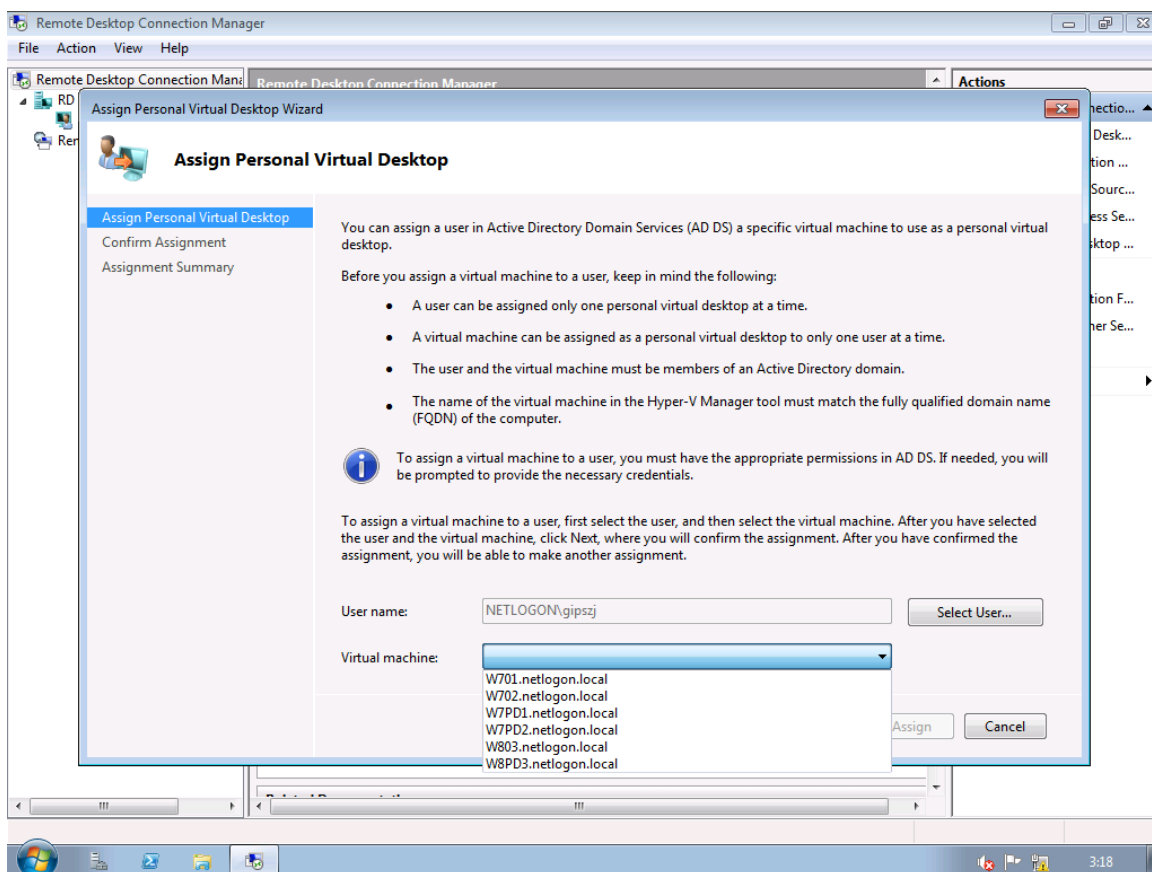 Remote Desktop Connection Manager
File Action View Help
Remote Desktop Connection Mana
RD
Rer
Remote Desktop Connection Manager
Actions
nectio...
Desk...
tion ...
Sourc...
ess Se...
sktop ...
tion F...
ner Se...
Assign Personal Virtual Desktop Wizard
Assign Personal Virtual Desktop
Assign Personal Virtual Desktop
Confirm Assignment
Assignment Summary
You can assign a user in Active Directory Domain Services (AD DS) a specific virtual machine to use as a personal virtual
desktop.
Before you assign a virtual machine to a user, keep in mind the following:
• A user can be assigned only one personal virtual desktop at a time.
• A virtual machine can be assigned as a personal virtual desktop to only one user at a time.
• The user and the virtual machine must be members of an Active Directory domain.
• The name of the virtual machine in the Hyper-V Manager tool must match the fully qualified domain name
(FQDN) of the computer.
To assign a virtual machine to a user, you must have the appropriate permissions in AD DS. If needed, you will
be prompted to provide the necessary credentials.
To assign a virtual machine to a user, first select the user, and then select the virtual machine. After you have selected
the user and the virtual machine, click Next, where you will confirm the assignment. After you have confirmed the
assignment, you will be able to make another assignment.
User name: NETLOGON\gipszj Select User...
Virtual machine:
W701.netlogon.local
W702.netlogon.local
W7PD1.netlogon.local
W7PD2.netlogon.local
W803.netlogon.local
W8PD3.netlogon.local
Assign Cancel
3:18